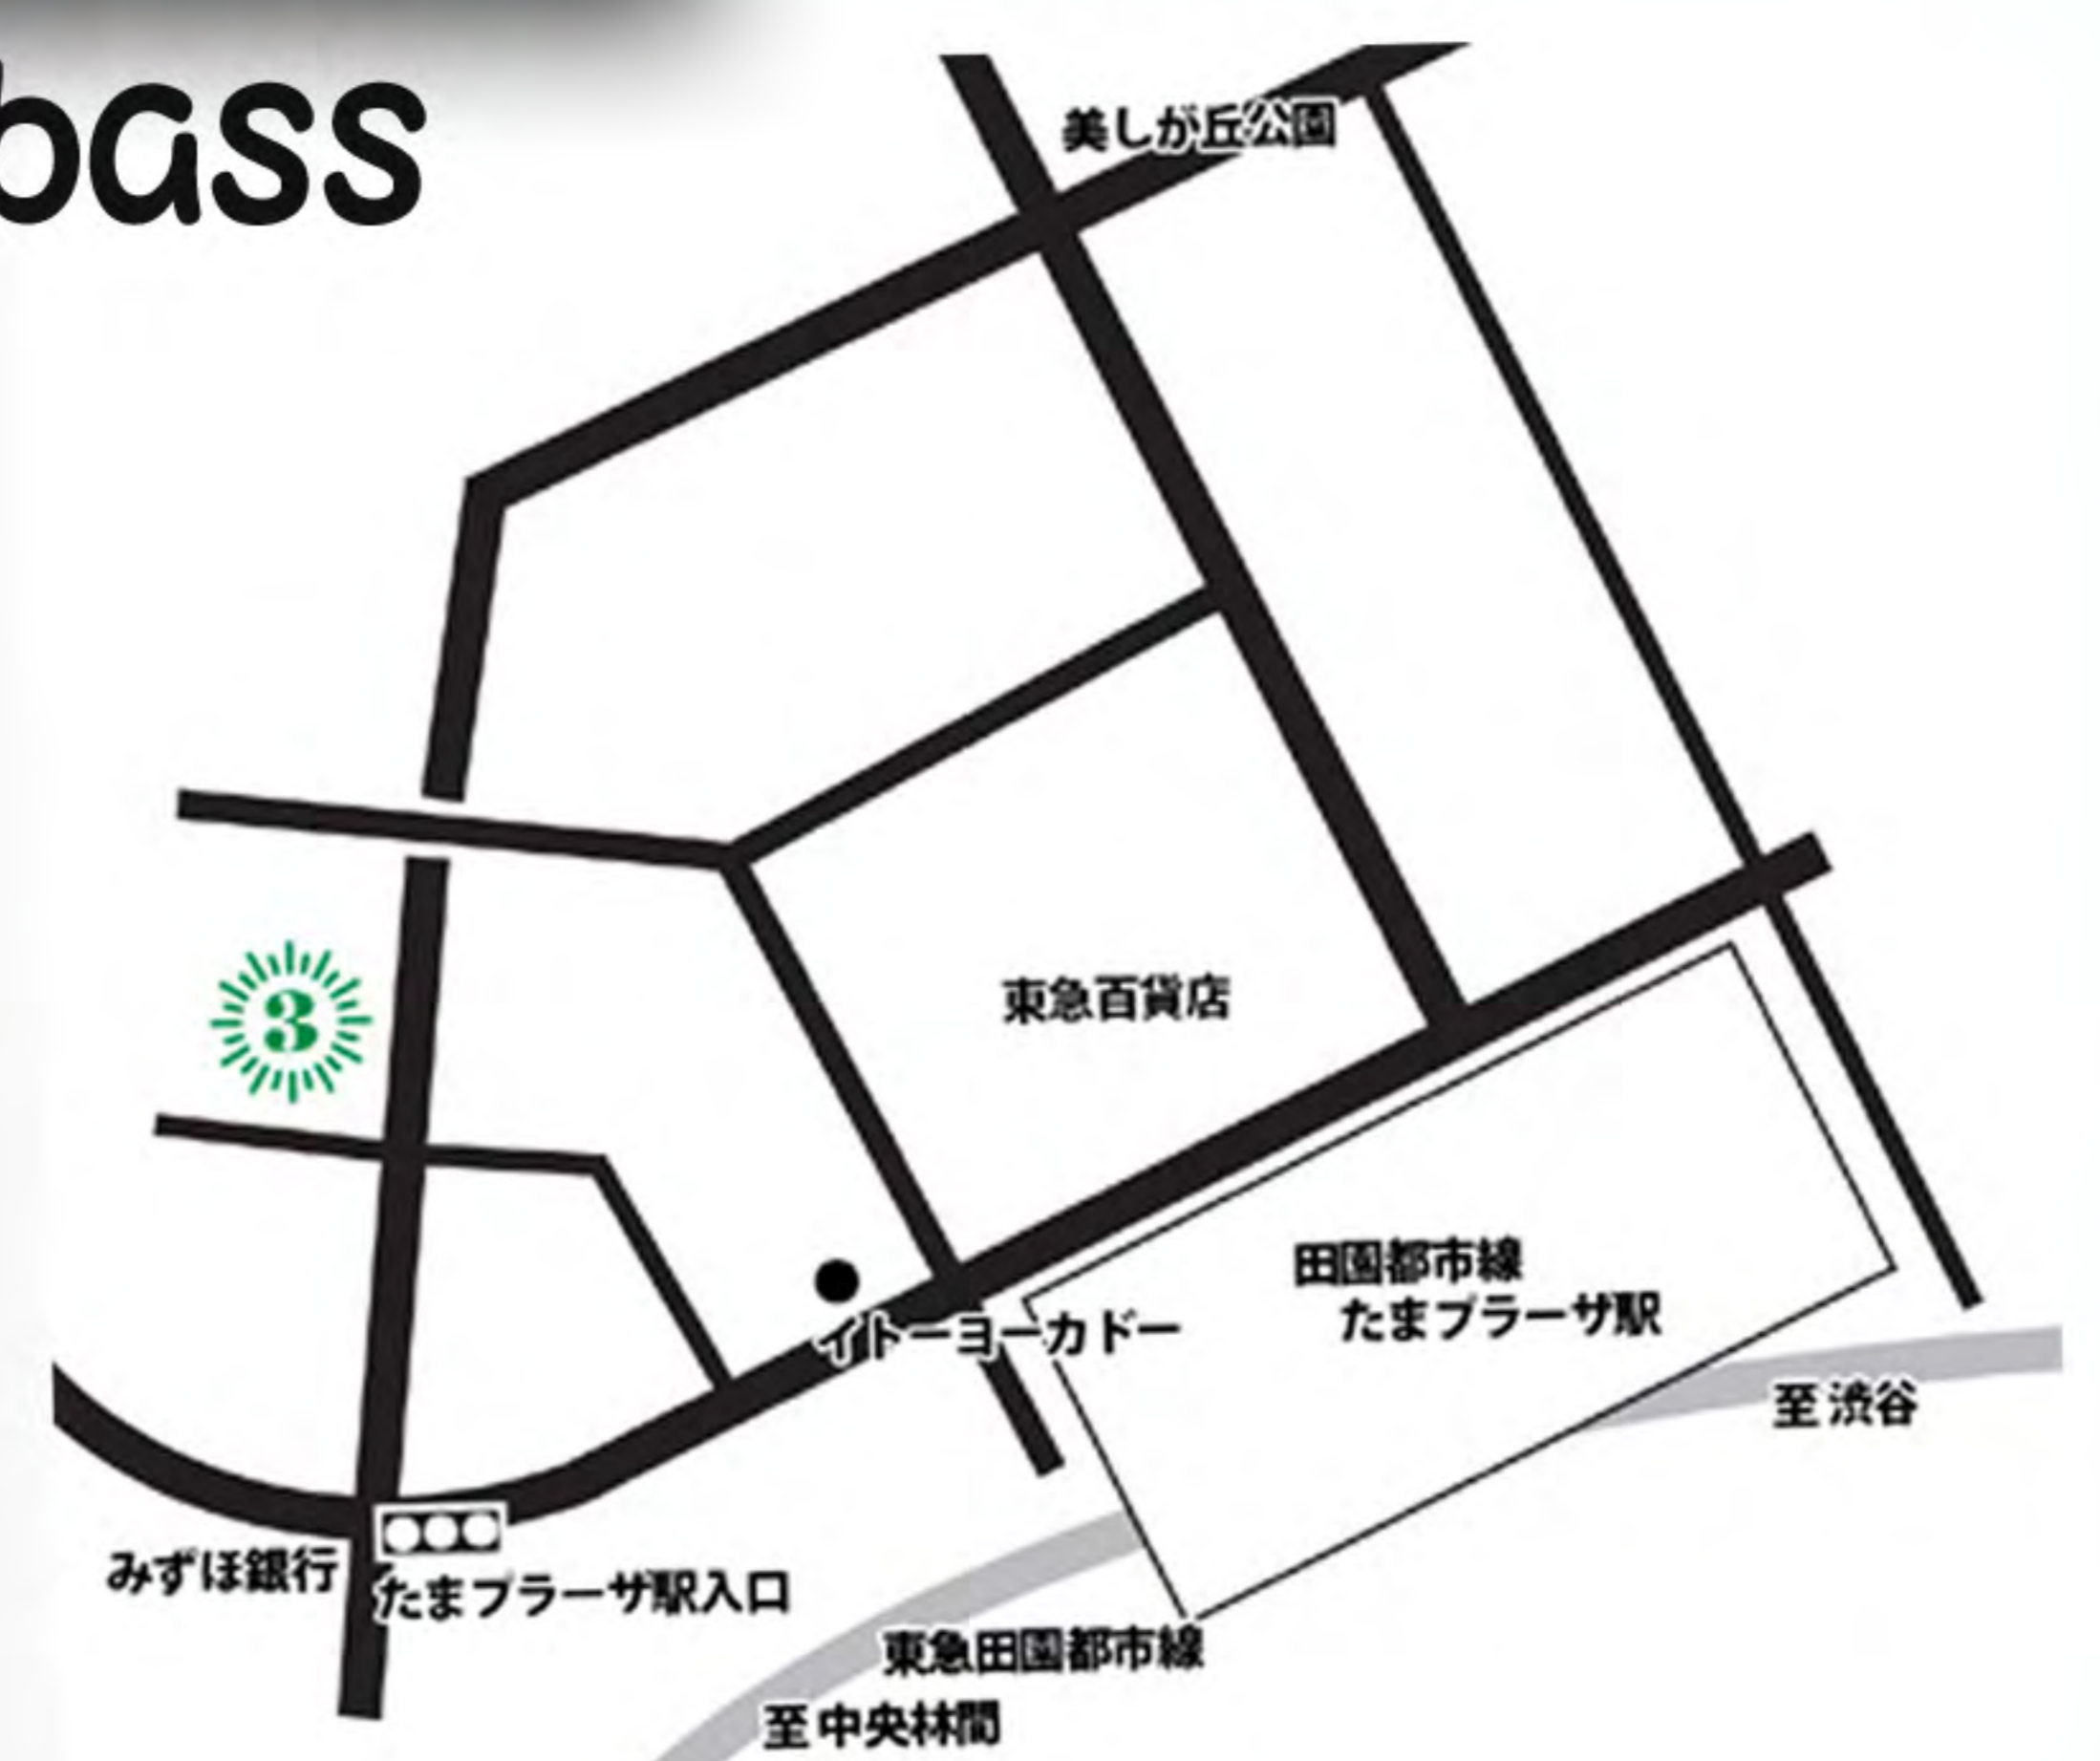 bass
美しが丘公園
3
東急百貨店
田園都市線
たまプラーザ駅
イトーヨーカドー
至 渋谷
みずほ銀行
たまプラーザ駅入口
東急田園都市線
至 中央林間